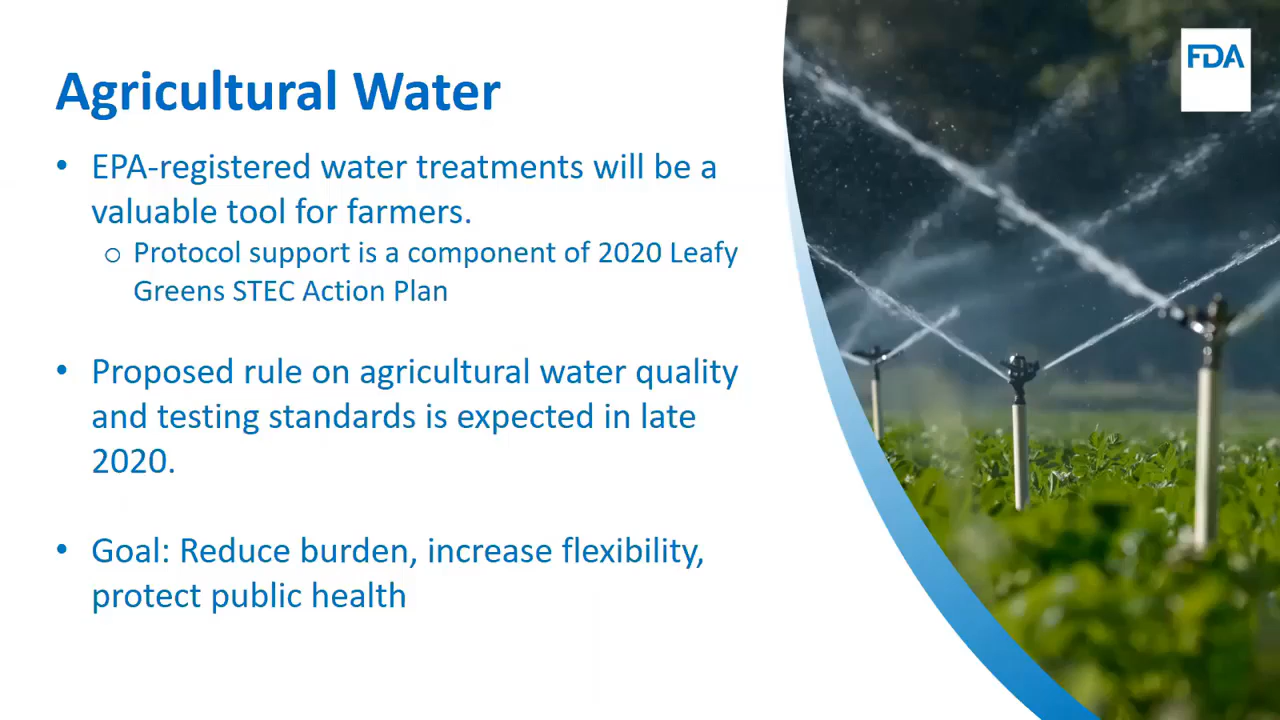 FDA
Agricultural Water
• EPA-registered water treatments will be a
valuable tool for farmers.
o Protocol support is a component of 2020 Leafy
Greens STEC Action Plan
• Proposed rule on agricultural water quality
and testing standards is expected in late
2020.
• Goal: Reduce burden, increase flexibility,
protect public health